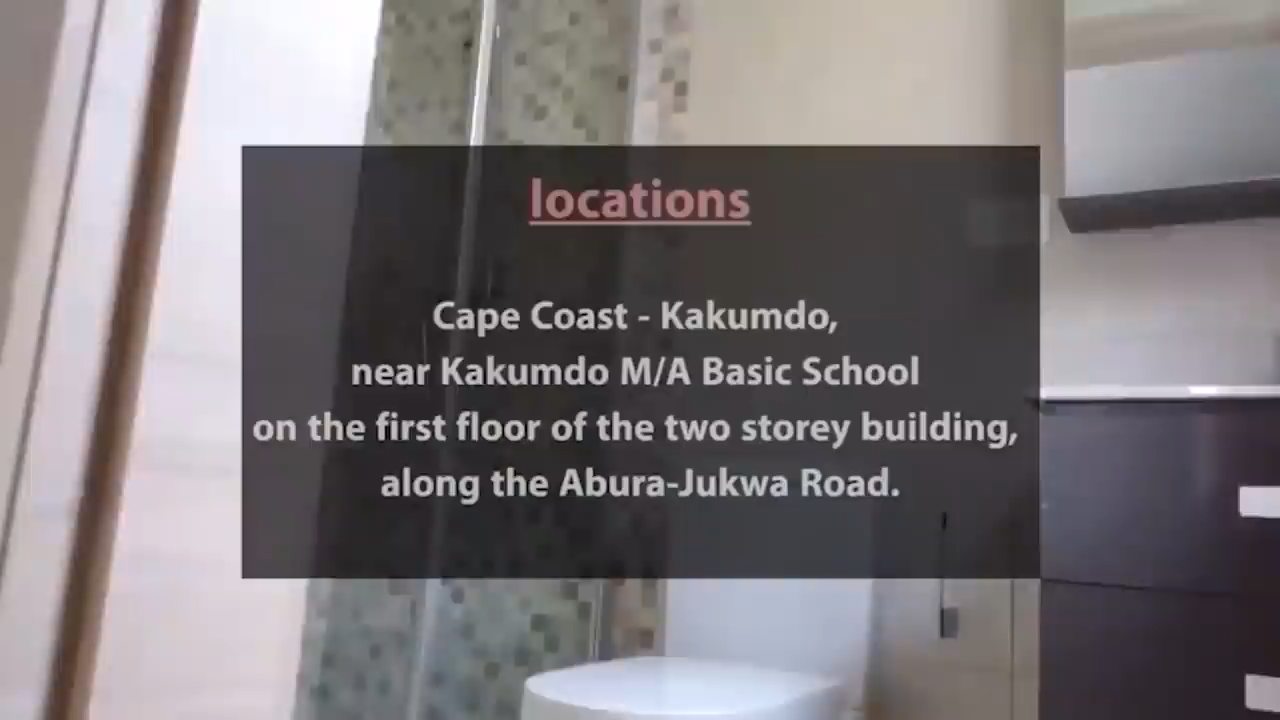 locations
Cape Coast - Kakumdo,
near Kakumdo M/A Basic School
on the first floor of the two storey building,
along the Abura-Jukwa Road.